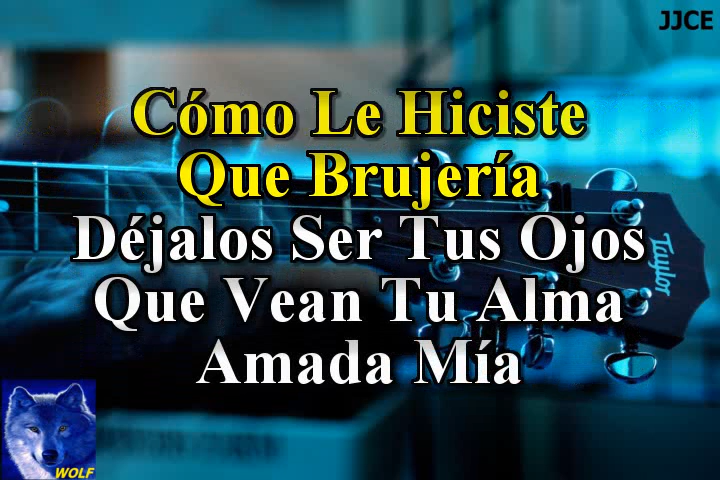 JJCE
Cómo Le Hiciste
Que Brujería
Déjalos Ser Tus Ojos
Que Vean Tu Alma
Amada Mía
Taylor
WOLF